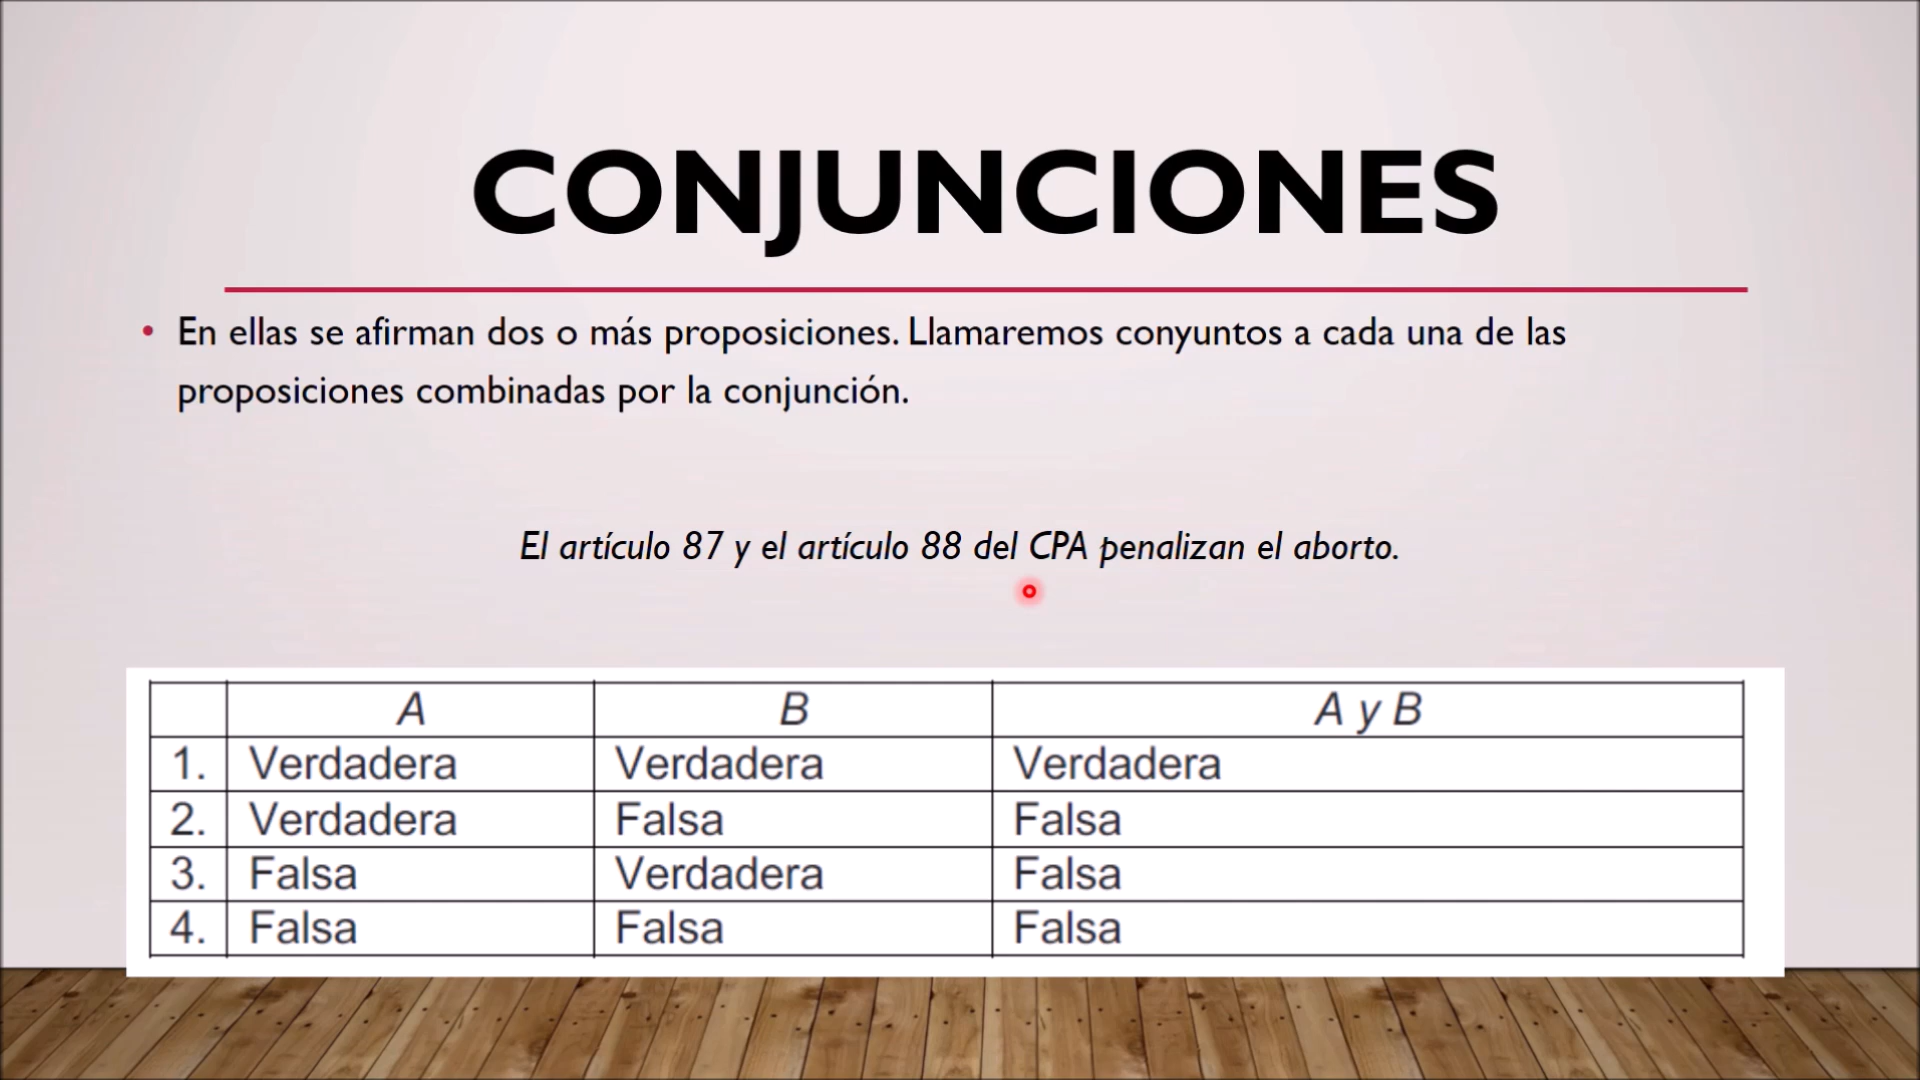 CONJUNCIONES
• En ellas se afirman dos o más proposiciones. Llamaremos conyuntos a cada una de las
proposiciones combinadas por la conjunción.
El artículo 87 y el artículo 88 del CPA penalizan el aborto.
A B A y B
1. Verdadera Verdadera Verdadera
2. Verdadera Falsa Falsa
3. Falsa Verdadera Falsa
4. Falsa Falsa Falsa